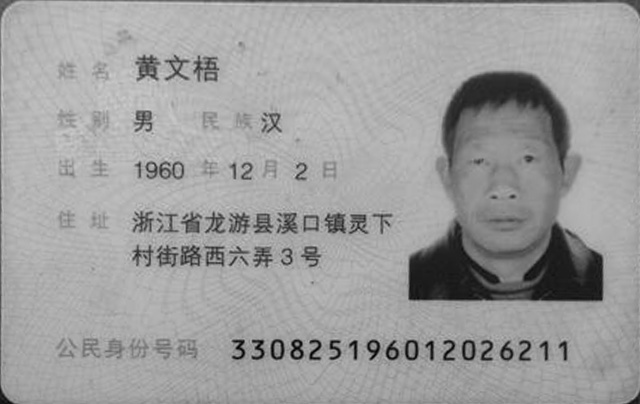 姓名 黄文梧
性别 男 民族 汉
出生 1960 年 12 月 2 日
住址 浙江省龙游县溪口镇灵下
村街路西六弄3号
公民身份号码 330825196012026211